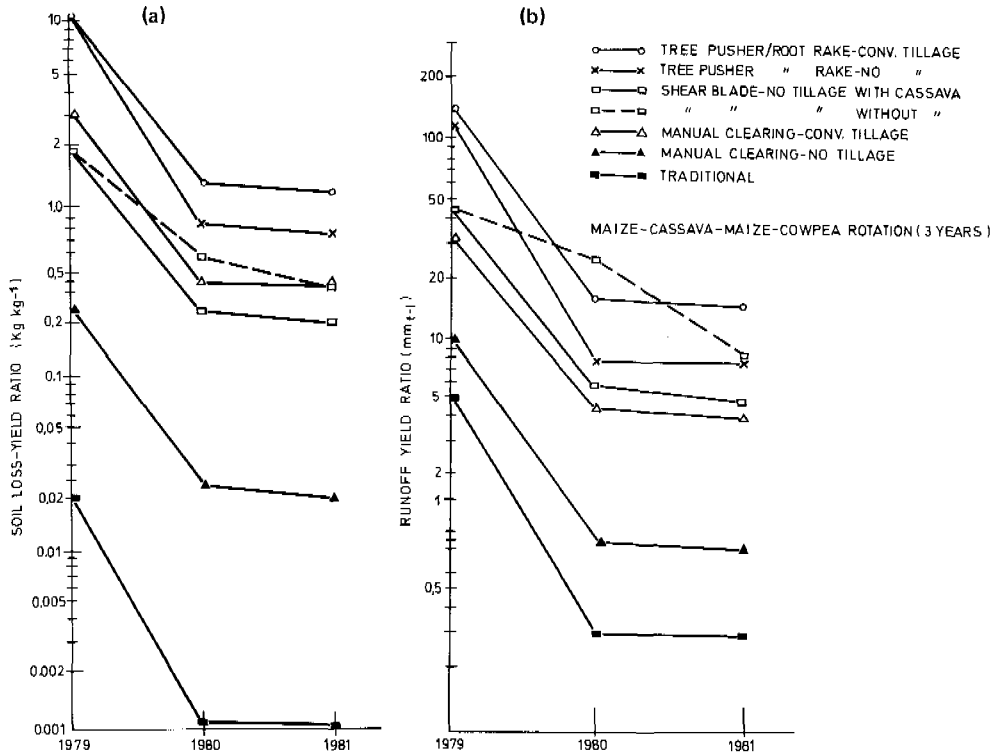 (a)
10
5
2
1.0
0,5
0,2
0,1
0,05
0,02
0.01
0,005
0.002
0.001
SOIL LOSS-YIELD RATIO (Kg kg-1)
1979
1980
1981
(b)
200
100
50
20
10
5
2
1
0,5
RUNOFF YIELD RATIO (mm t-1)
1979
1980
1981
TREE PUSHER/ROOT RAKE-CONV. TILLAGE
TREE PUSHER " RAKE-NO "
SHEAR BLADE-NO TILLAGE WITH CASSAVA
" " " WITHOUT "
MANUAL CLEARING-CONV. TILLAGE
MANUAL CLEARING-NO TILLAGE
TRADITIONAL
MAIZE-CASSAVA-MAIZE-COWPEA ROTATION (3 YEARS)